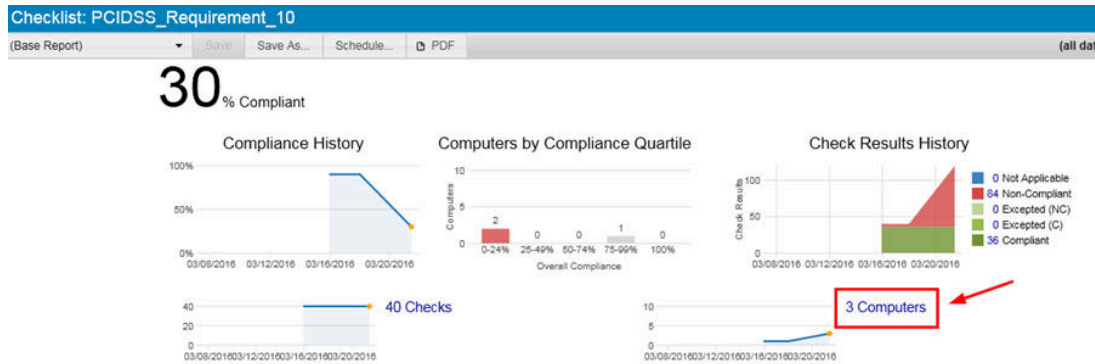 Checklist: PCIDSS_Requirement_10
(Base Report) Save Save As... Schedule... PDF (all dat
30% Compliant
Compliance History
100%
50%
0%
03/08/2016 03/12/2016 03/16/2016 03/20/2016
Computers by Compliance Quartile
Computers
10
5
0
2 0 0 1 0
0-24% 25-49% 50-74% 75-99% 100%
Overall Compliance
Check Results History
Check Results
100
50
0
03/08/2016 03/12/2016 03/16/2016 03/20/2016
0 Not Applicable
84 Non-Compliant
0 Excepted (NC)
0 Excepted (C)
36 Compliant
40
20
0
03/08/2016 03/12/2016 03/16/2016 03/20/2016
40 Checks
10
5
0
03/08/2016 03/12/2016 03/16/2016 03/20/2016
3 Computers